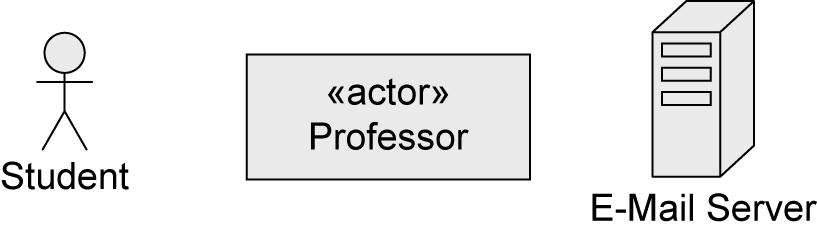 «actor»
Professor
Student
E-Mail Server